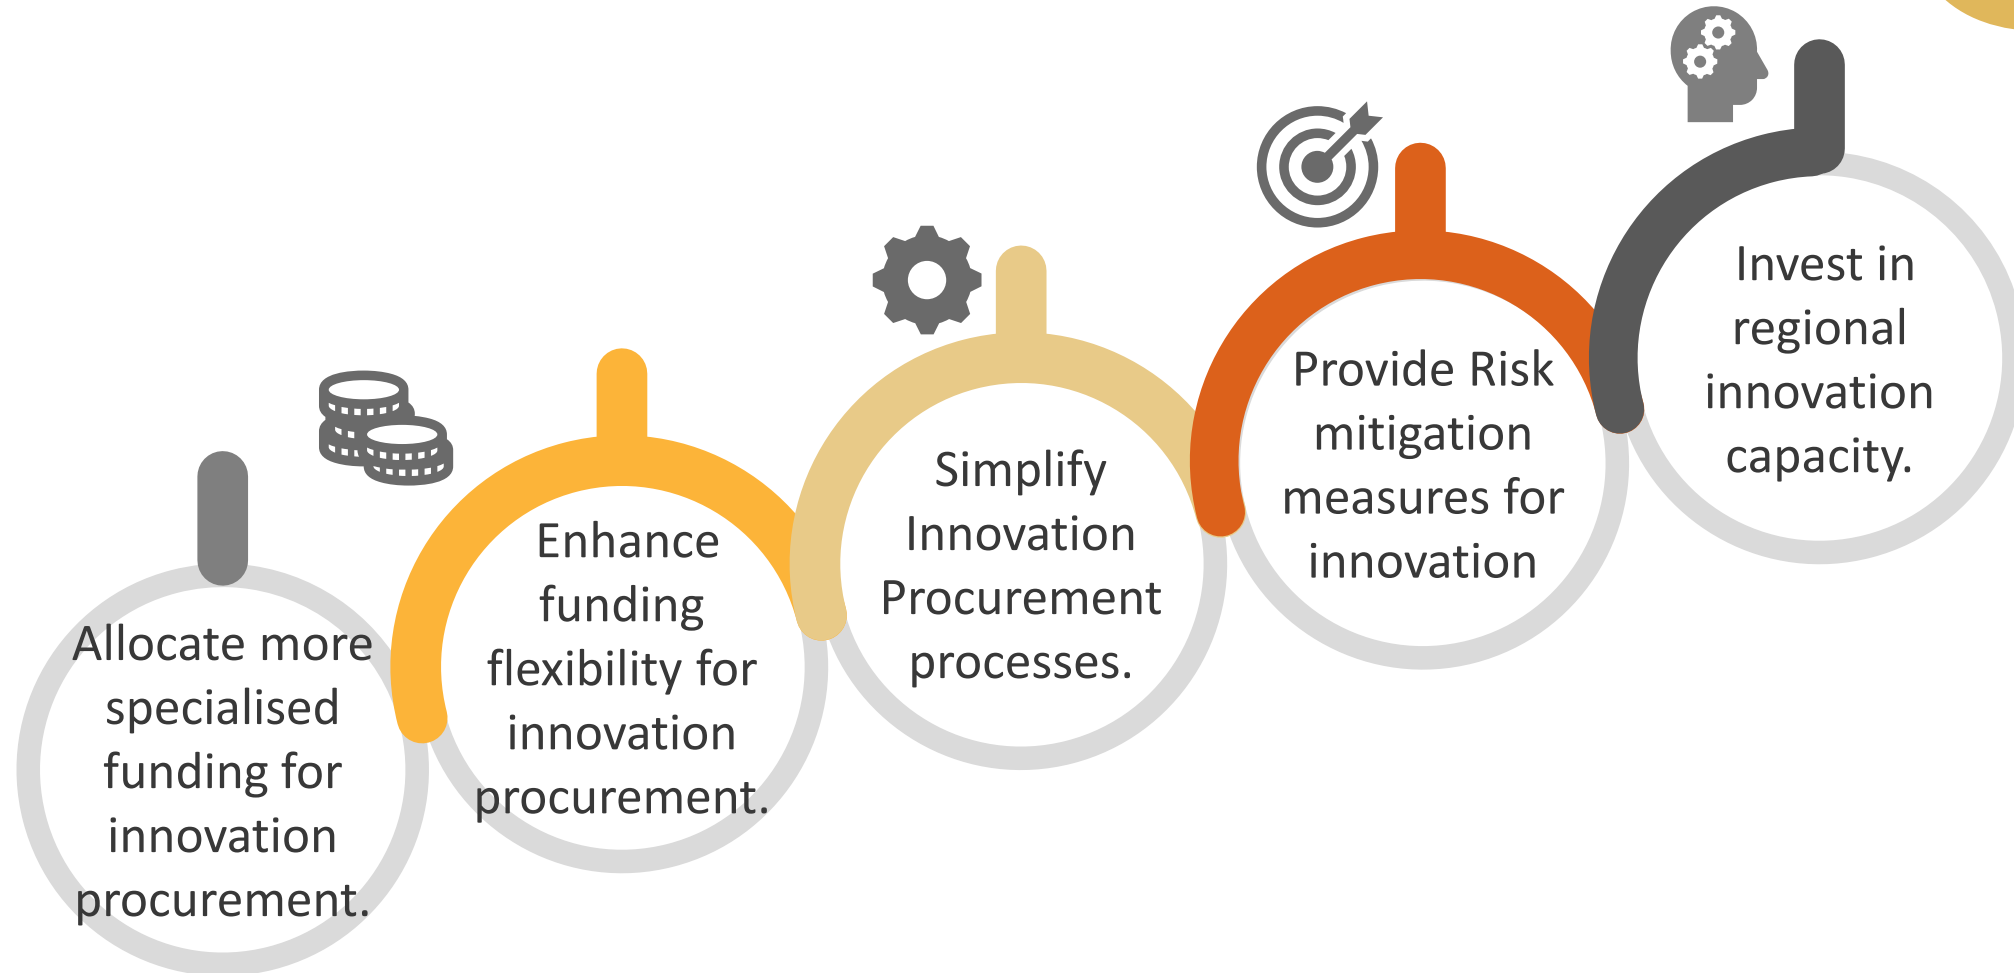 Allocate more
specialised
funding for
innovation
procurement.
Enhance
funding
flexibility for
innovation
procurement.
Simplify
Innovation
Procurement
processes.
Provide Risk
mitigation
measures for
innovation
Invest in
regional
innovation
capacity.